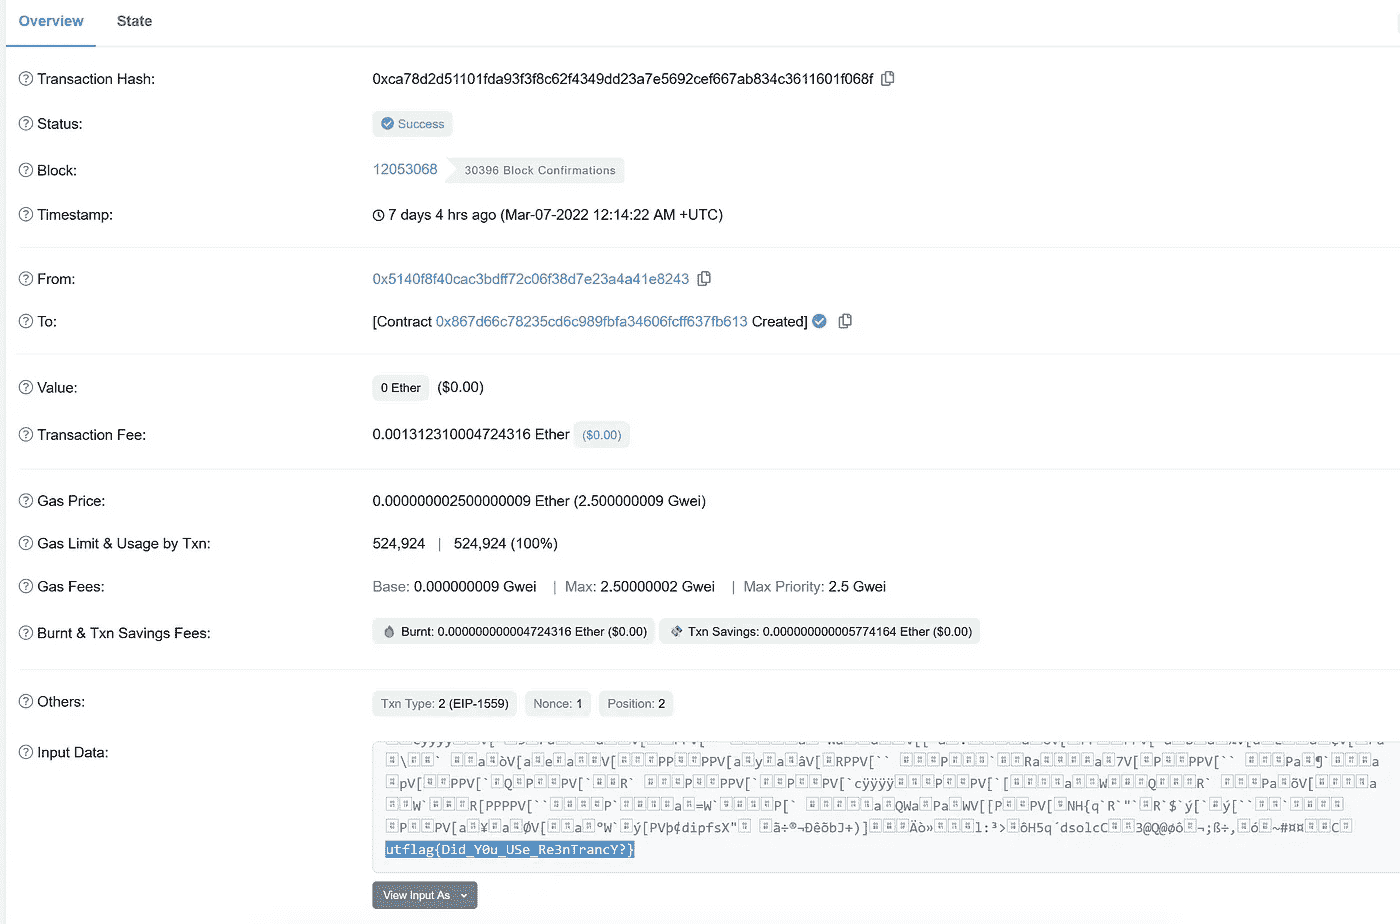 Overview State
Transaction Hash: 0xca78d2d51101fda93f3f8c62f4349dd23a7e5692cef667ab834c3611601f068f
Status: Success
Block: 12053068 30396 Block Confirmations
Timestamp: 7 days 4 hrs ago (Mar-07-2022 12:14:22 AM +UTC)
From: 0x5140f8f40cac3bdff72c06f38d7e23a4a41e8243
To: [Contract 0x867d66c78235cd6c989fbfa34606fcff637fb613 Created]
Value: 0 Ether ($0.00)
Transaction Fee: 0.001312310004724316 Ether ($0.00)
Gas Price: 0.000000002500000009 Ether (2.500000009 Gwei)
Gas Limit & Usage by Txn: 524,924 | 524,924 (100%)
Gas Fees: Base: 0.000000009 Gwei | Max: 2.50000002 Gwei | Max Priority: 2.5 Gwei
Burnt & Txn Savings Fees: Burnt: 0.000000000004724316 Ether ($0.00) Txn Savings: 0.000000000005774164 Ether ($0.00)
Others: Txn Type: 2 (EIP-1559) Nonce: 1 Position: 2
Input Data:
utflag{Did_Y0u_USe_Re3nTrancY?}
View Input As